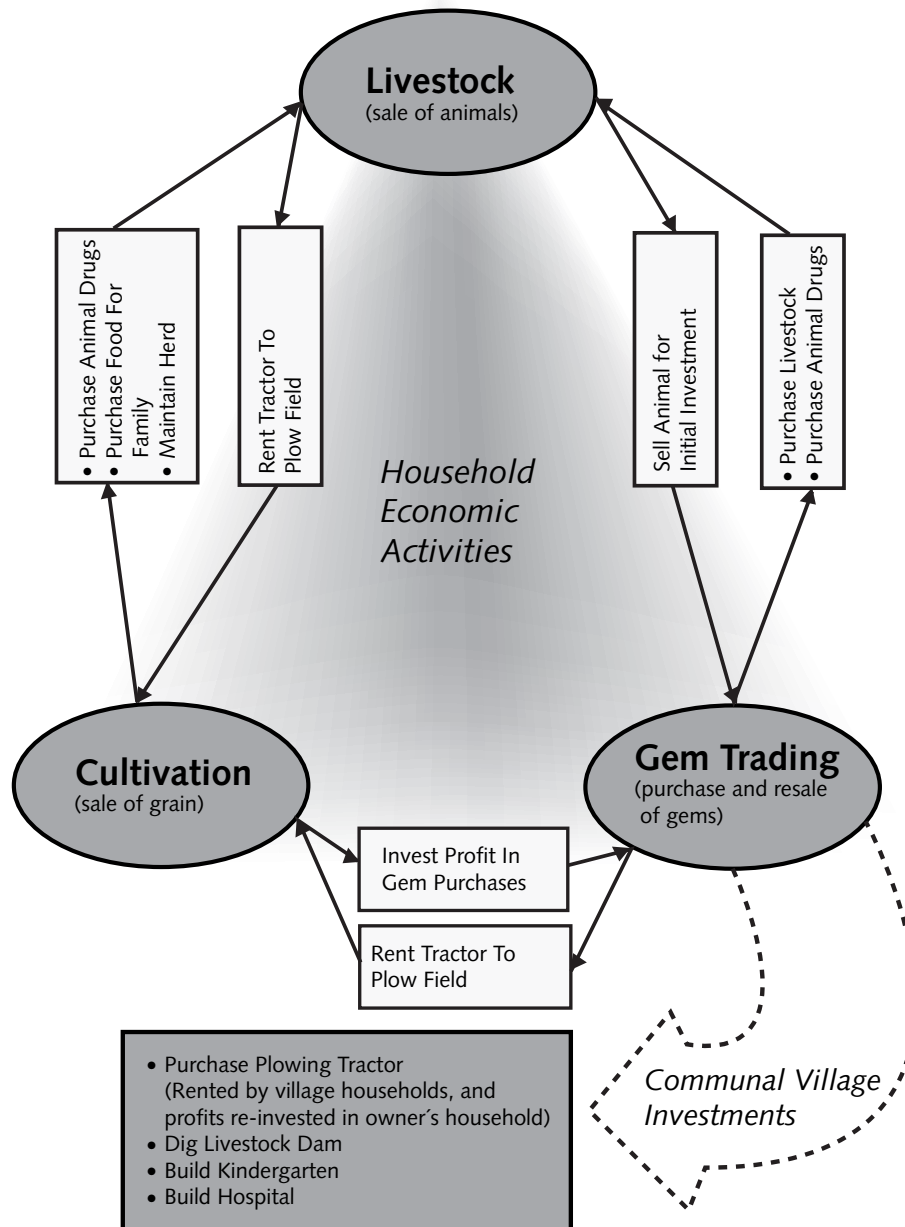 Livestock
(sale of animals)
• Purchase Animal Drugs
• Purchase Food For
Family
• Maintain Herd
Rent Tractor To
Plow Field
Sell Animal for
Initial Investment
• Purchase Livestock
• Purchase Animal Drugs
Household
Economic
Activities
Cultivation
(sale of grain)
Gem Trading
(purchase and resale
of gems)
Invest Profit In
Gem Purchases
Rent Tractor To
Plow Field
• Purchase Plowing Tractor
(Rented by village households, and
profits re-invested in owner´s household)
• Dig Livestock Dam
• Build Kindergarten
• Build Hospital
Communal Village
Investments